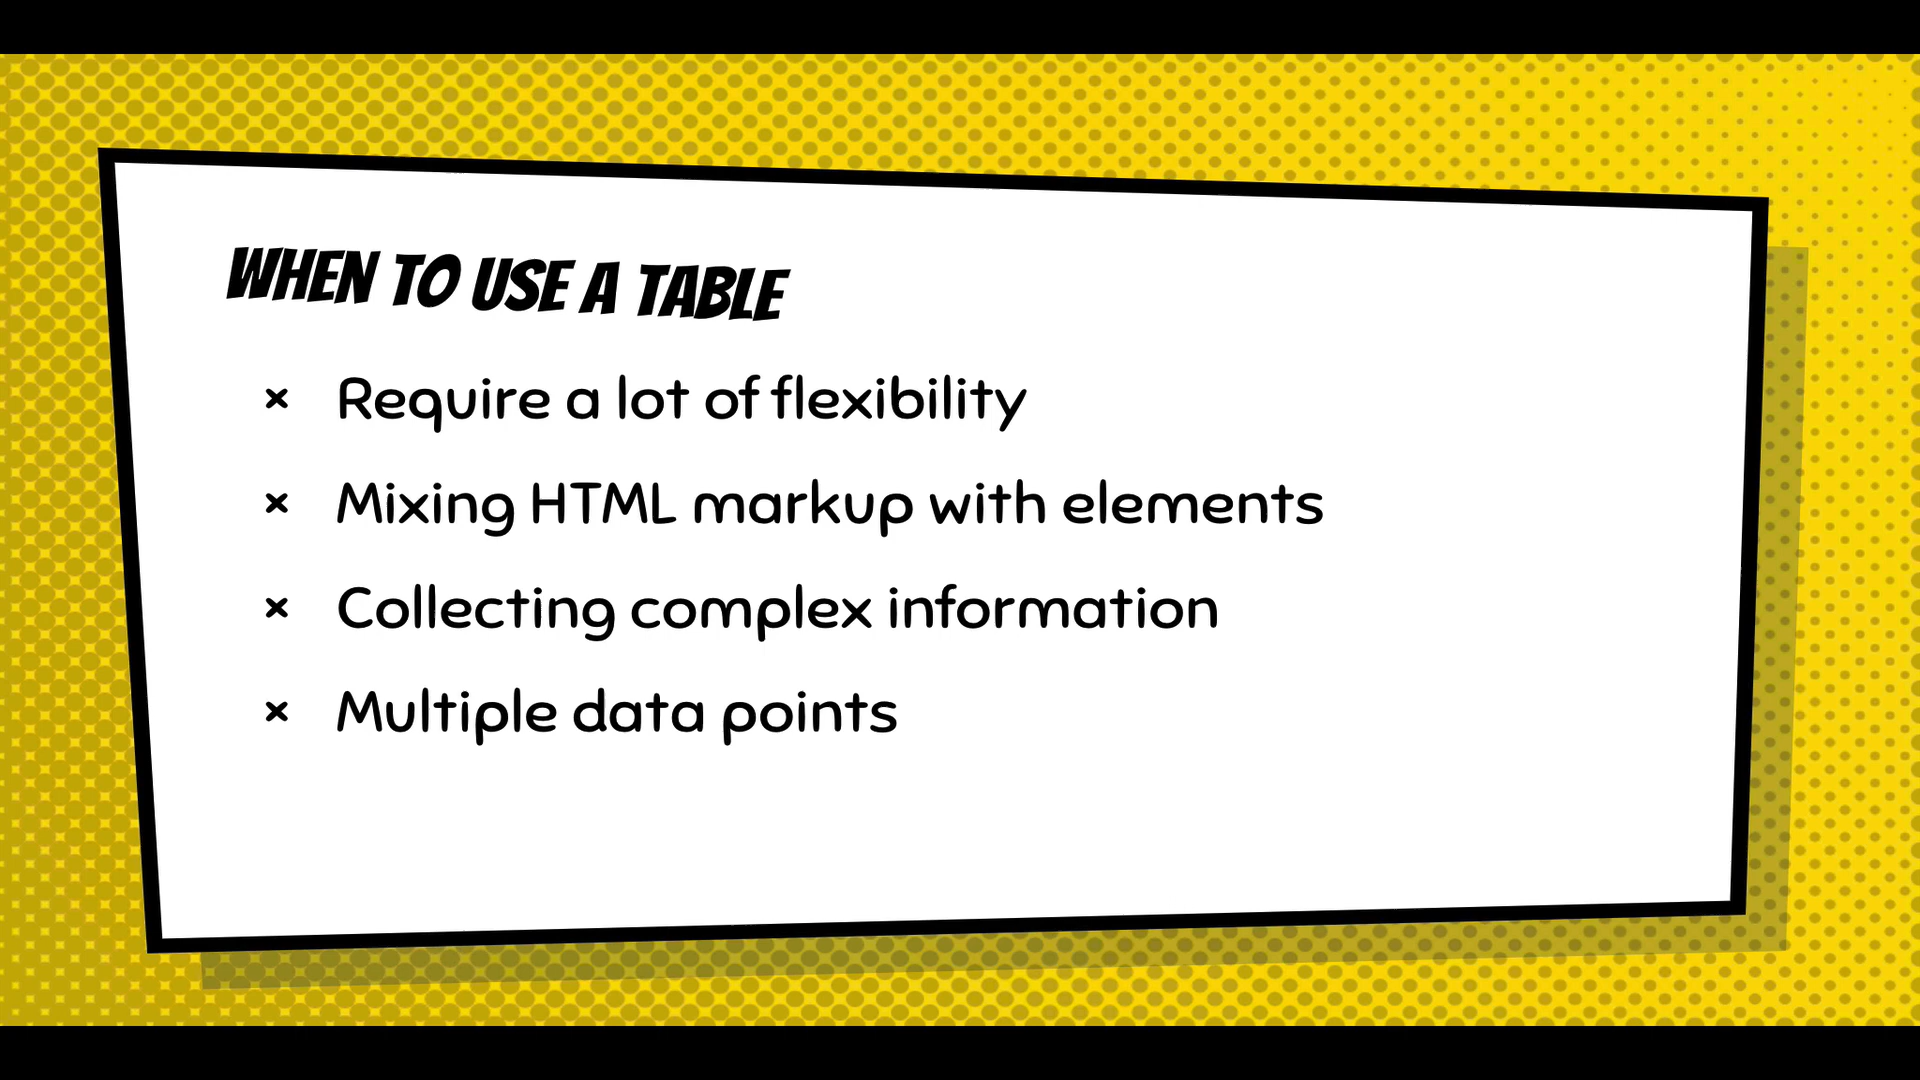 WHEN TO USE A TABLE
× Require a lot of flexibility
× Mixing HTML markup with elements
× Collecting complex information
× Multiple data points